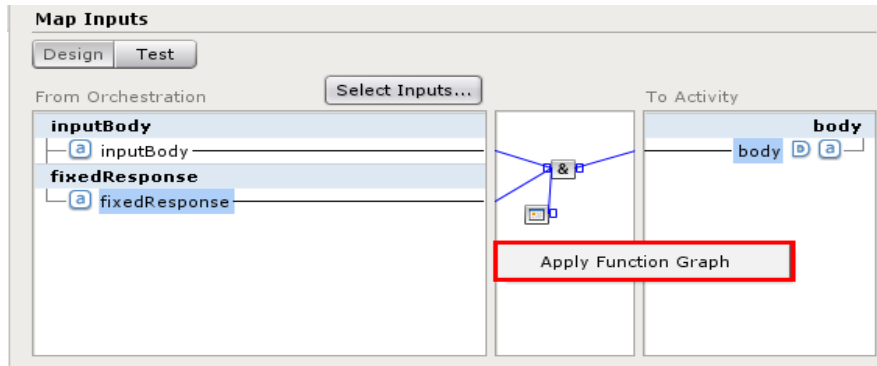 Map Inputs
Design Test
From Orchestration Select Inputs... To Activity
inputBody body
a inputBody & body D a
fixedResponse
a fixedResponse
Apply Function Graph